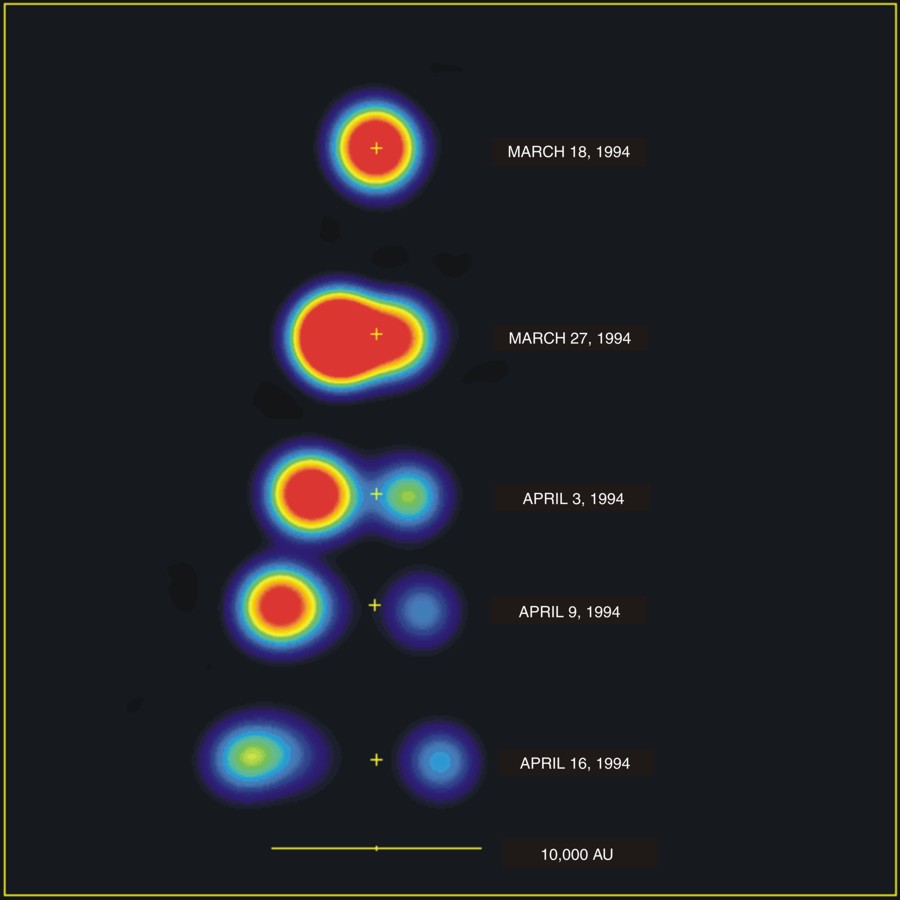 MARCH 18, 1994
MARCH 27, 1994
APRIL 3, 1994
APRIL 9, 1994
APRIL 16, 1994
10,000 AU